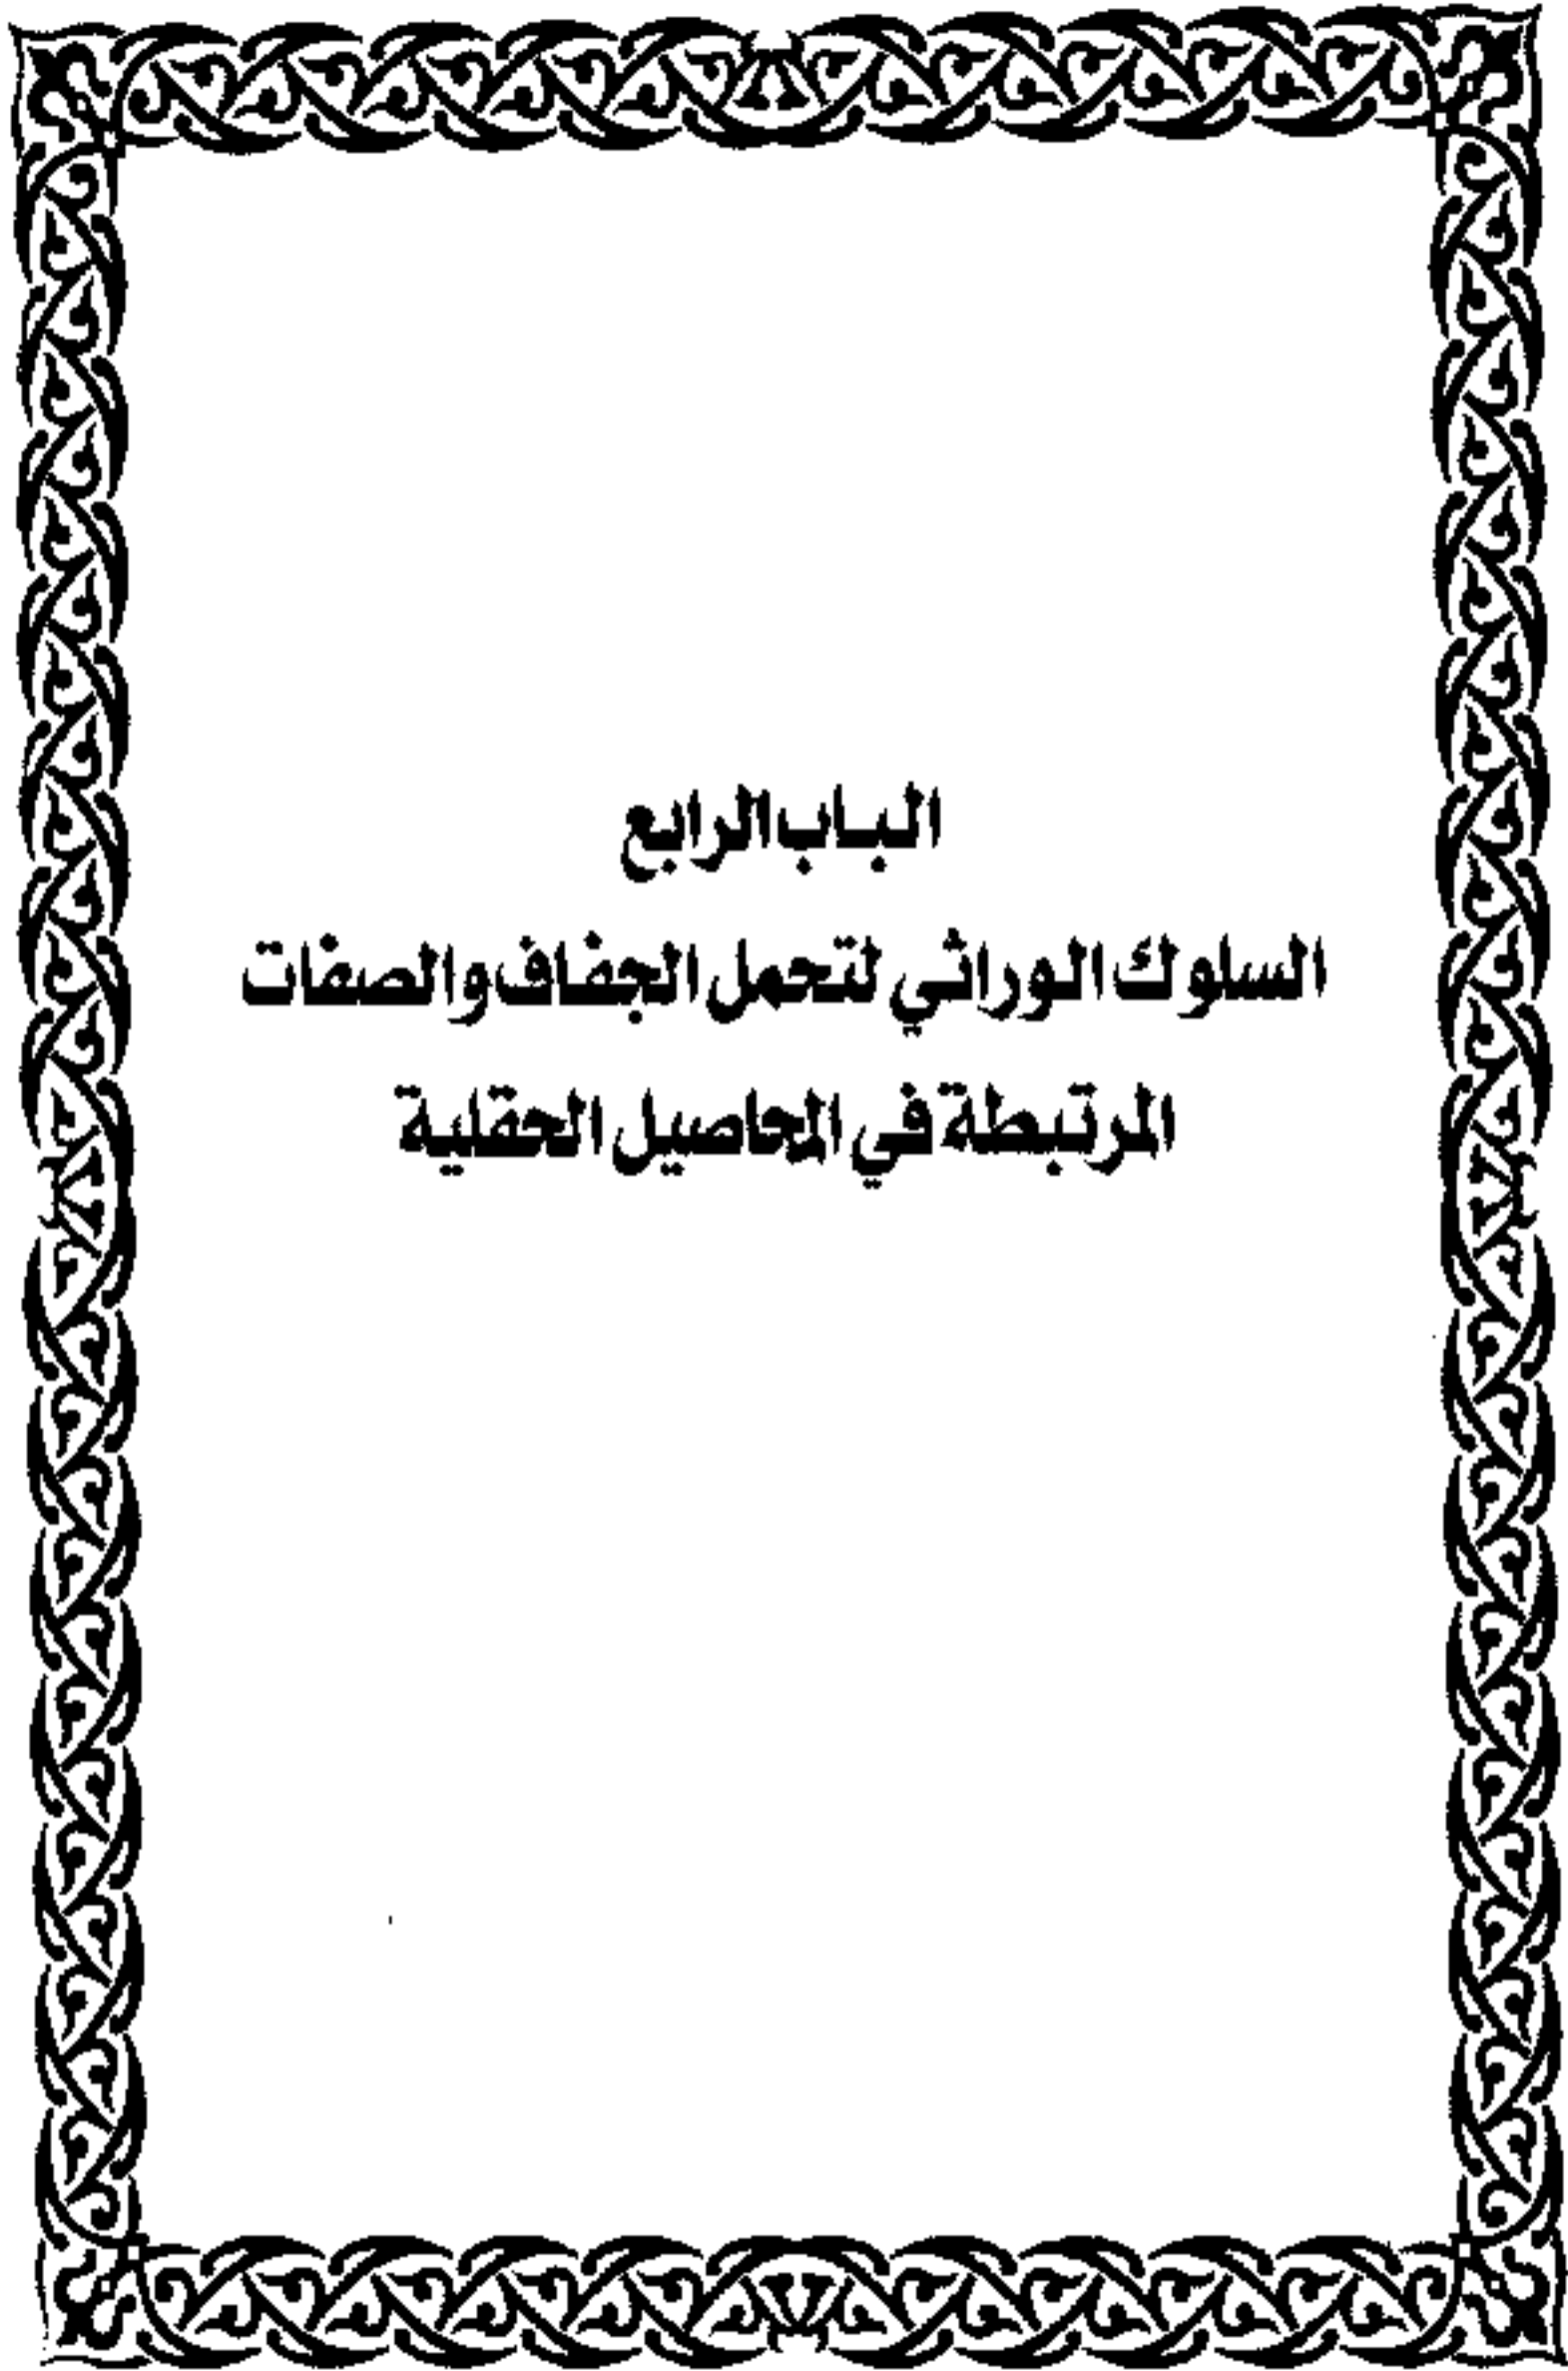 الباب الرابع
السلوك الوراثي لتحمل الجفاف والصفات
المرتبطة في المحاصيل الحقلية